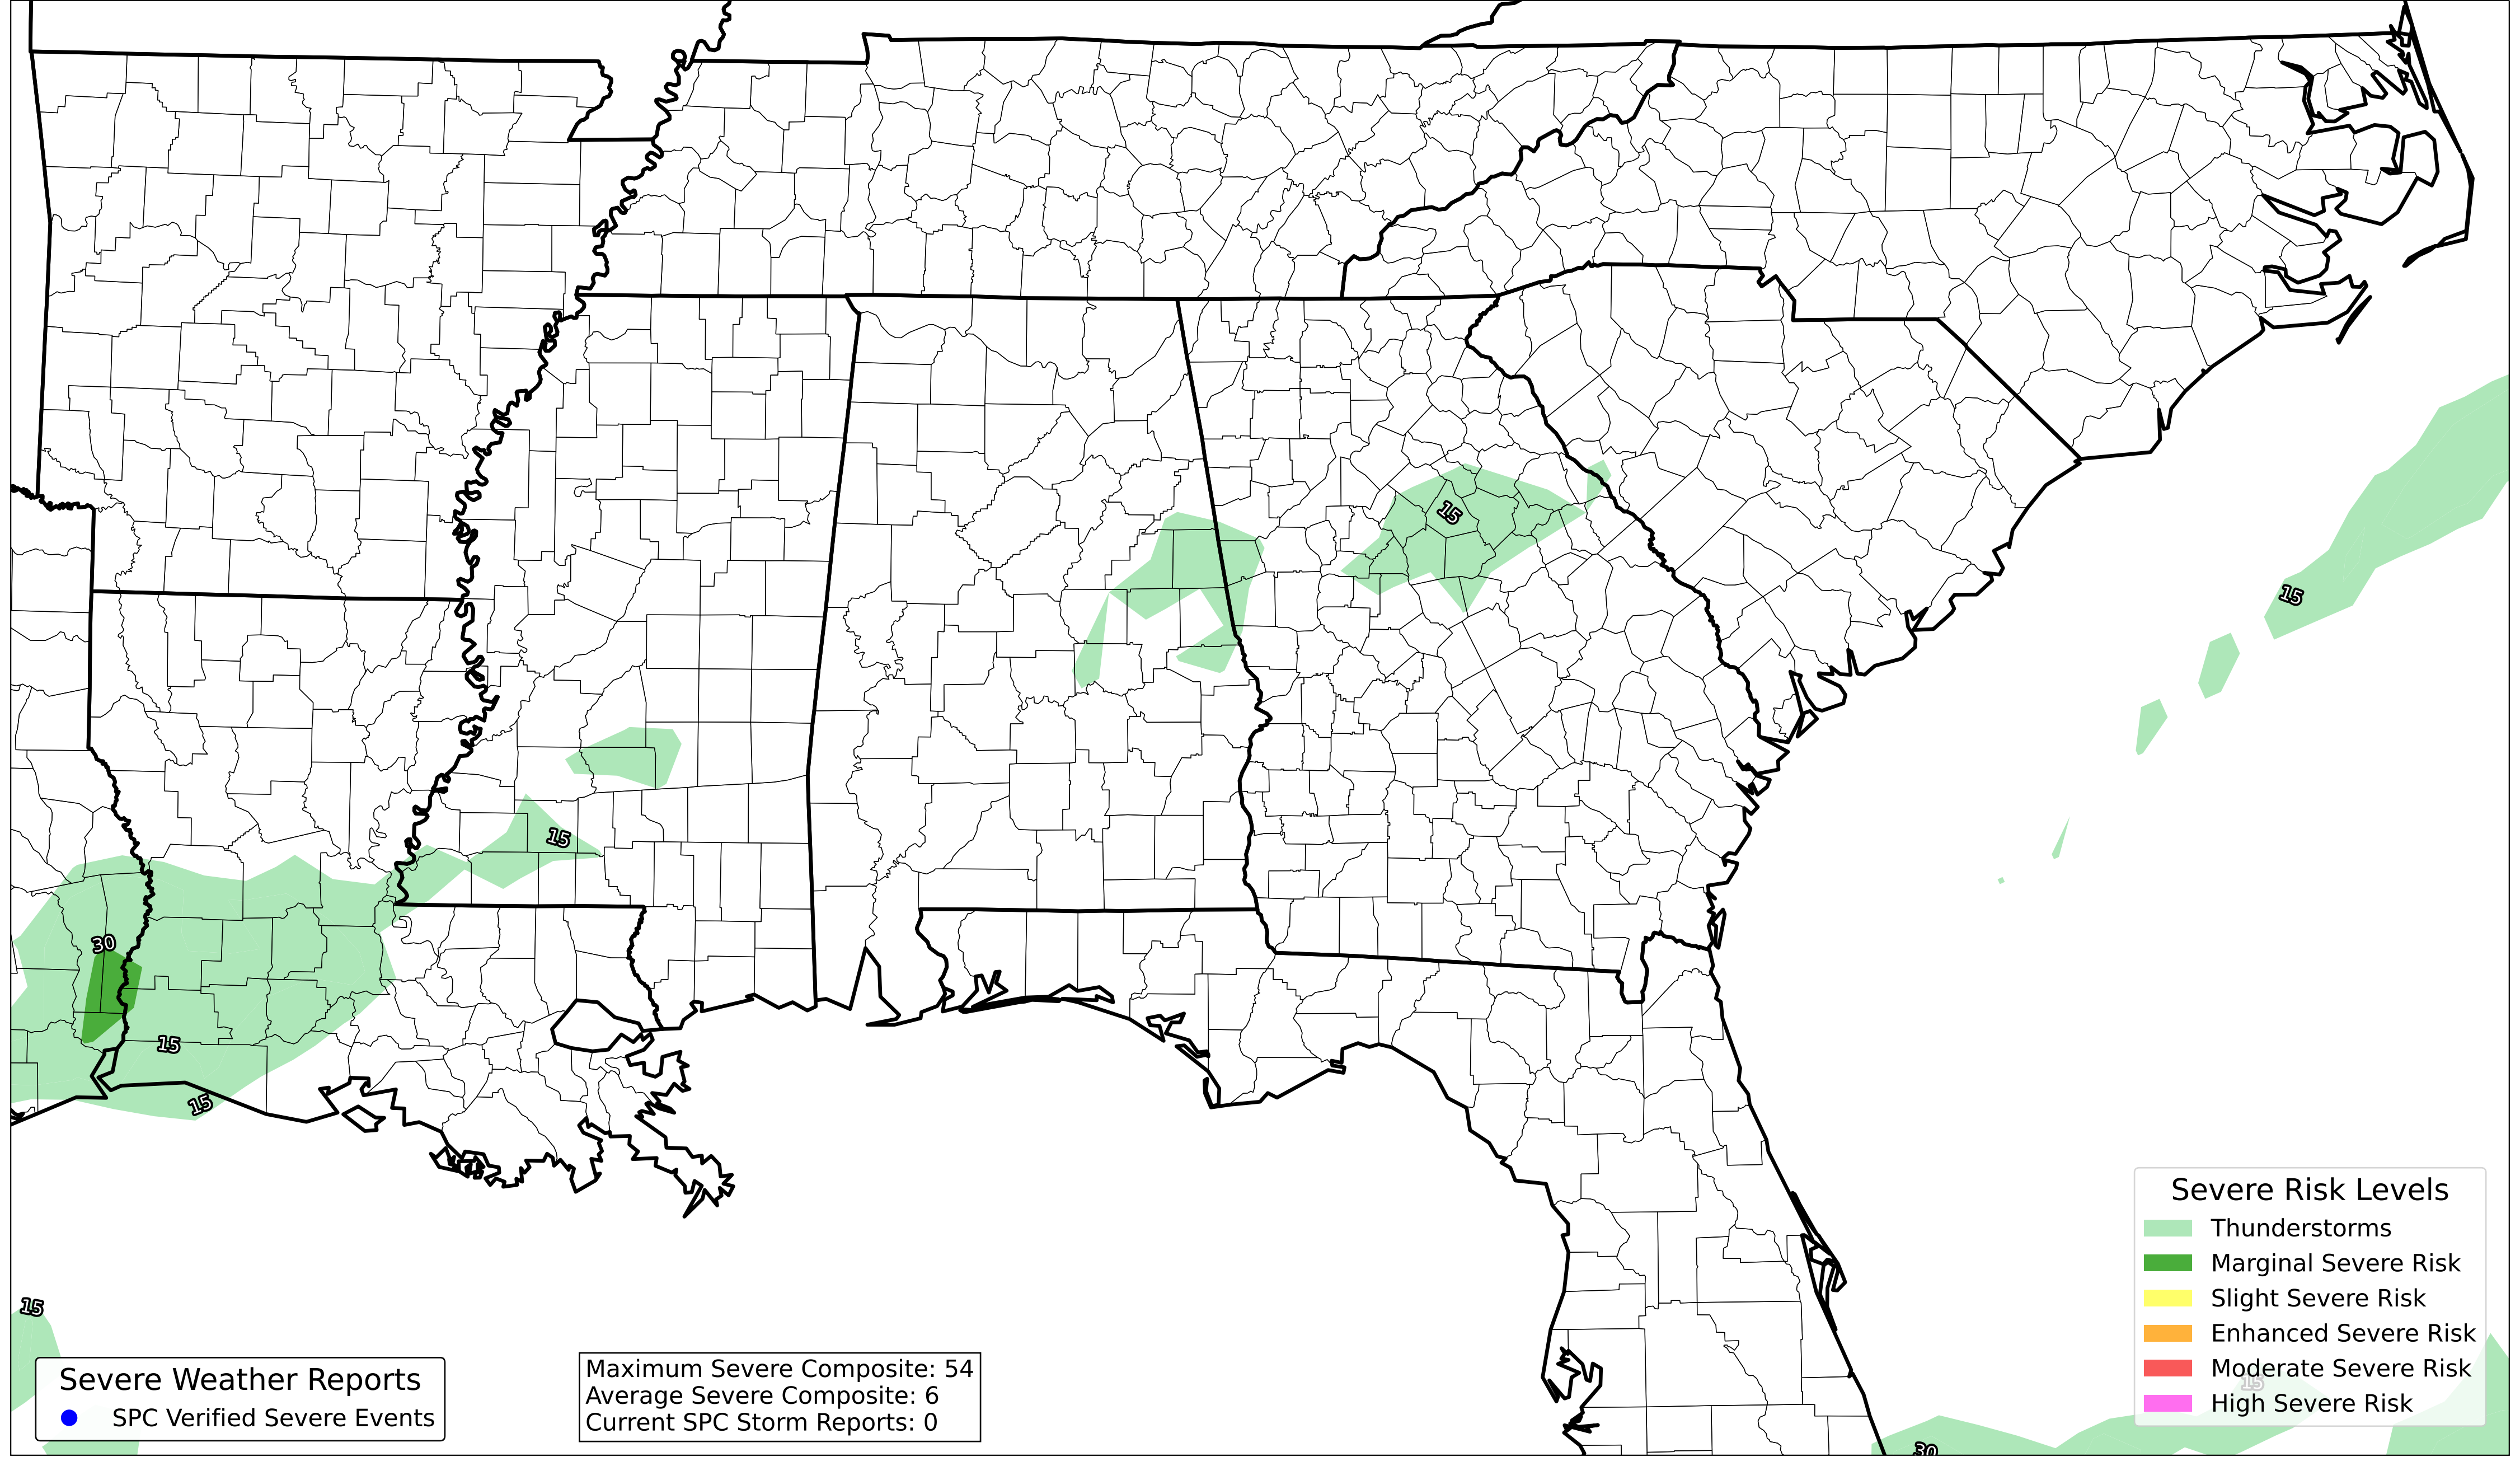 15
15
15
15
30
15
15
15
Severe Risk Levels
Thunderstorms
Marginal Severe Risk
Slight Severe Risk
Enhanced Severe Risk
Moderate Severe Risk
High Severe Risk
15
30
Severe Weather Reports
SPC Verified Severe Events
Maximum Severe Composite: 54
Average Severe Composite: 6
Current SPC Storm Reports: 0